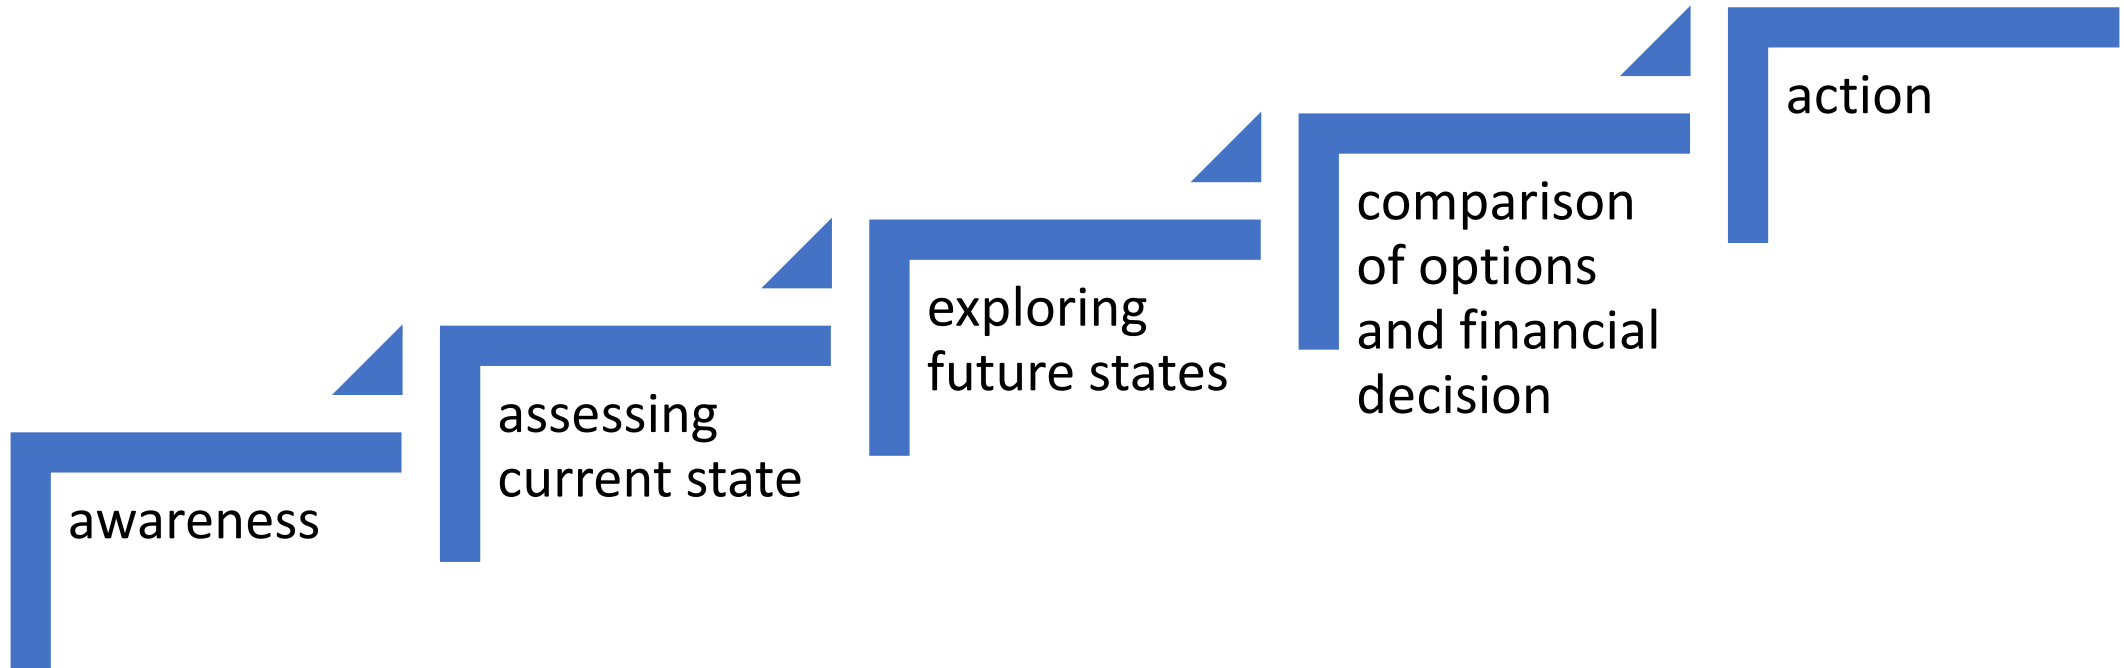 awareness
assessing
current state
exploring
future states
comparison
of options
and financial
decision
action